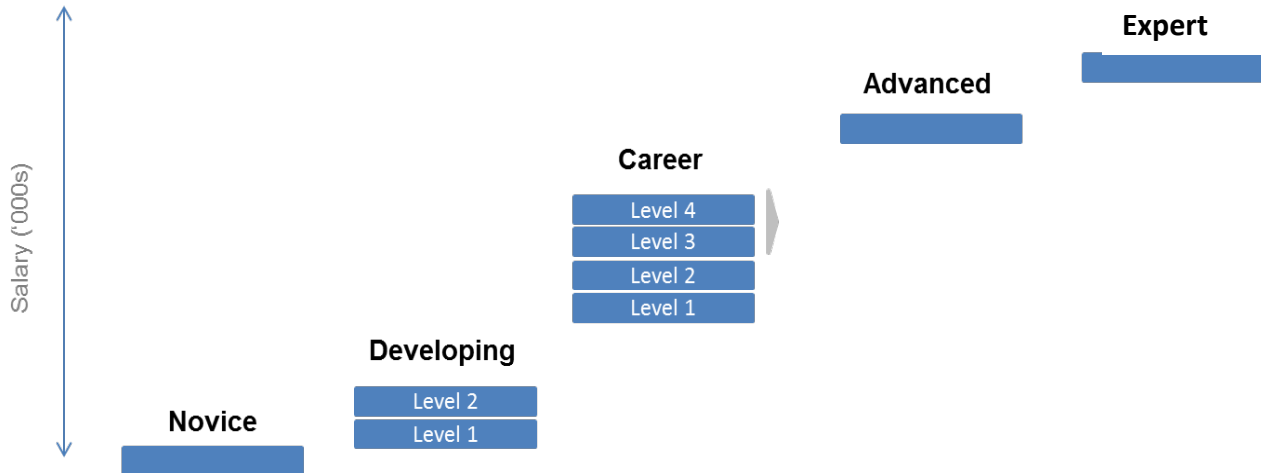 Expert
Advanced
Career
Level 4
Level 3
Level 2
Level 1
Developing
Level 2
Level 1
Novice
Salary ('000s)